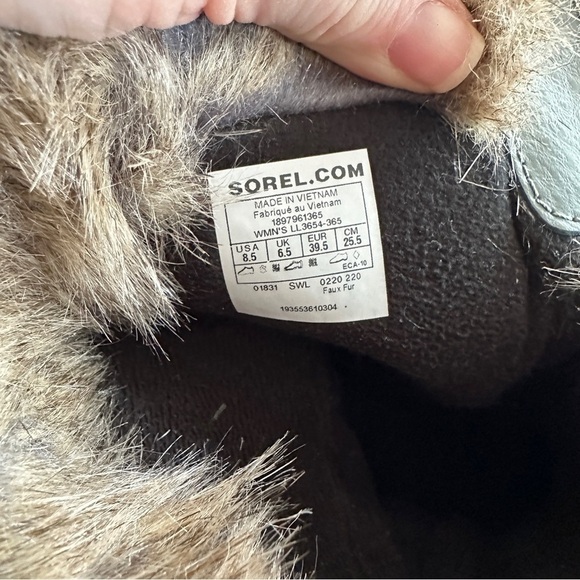 SOREL.COM
MADE IN VIETNAM
Fabriqué au Vietnam
1897961365
WMN'S LL3654-365
USA UK EUR CM
8.5 6.5 39.5 25.5
ECA-10
01831 SWL 0220 220
Faux Fur
193553610304